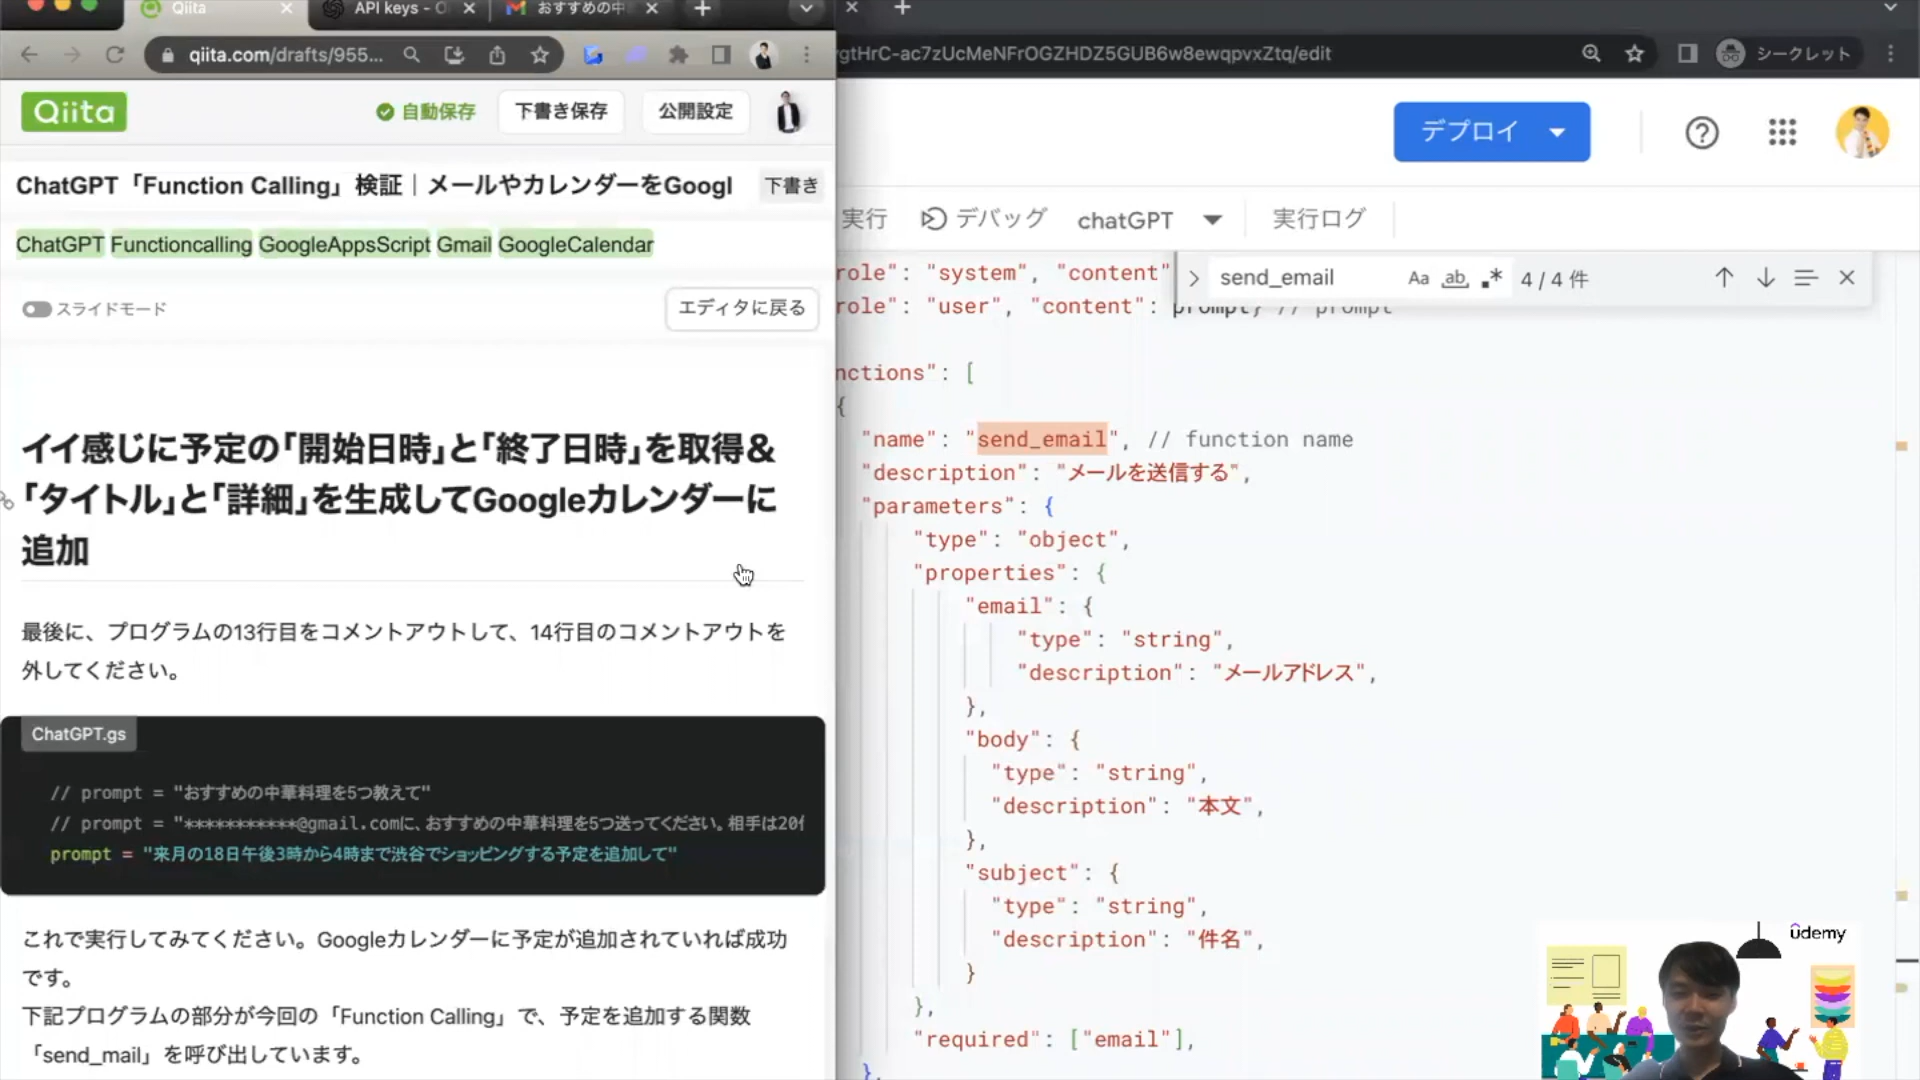 Qiita
API keys - O
おすすめの中
qiita.com/drafts/955...
gtHrC-ac7zUcMeNFrOGZHDZ5GUB6w8ewqpvxZtq/edit
シークレット
Qiita
自動保存
下書き保存
公開設定
デプロイ
ChatGPT「Function Calling」検証｜メールやカレンダーをGoogl
下書き
ChatGPT Functioncalling GoogleAppsScript Gmail GoogleCalendar
スライドモード
エディタに戻る
イイ感じに予定の「開始日時」と「終了日時」を取得＆
「タイトル」と「詳細」を生成してGoogleカレンダーに
追加
最後に、プログラムの13行目をコメントアウトして、14行目のコメントアウトを
外してください。
ChatGPT.gs
// prompt = "おすすめの中華料理を5つ教えて"
// prompt = "***********@gmail.comに、おすすめの中華料理を5つ送ってください。相手は20
prompt = "来月の18日午後3時から4時まで渋谷でショッピングする予定を追加して"
これで実行してみてください。Googleカレンダーに予定が追加されていれば成功
です。
下記プログラムの部分が今回の「Function Calling」で、予定を追加する関数
「send_mail」を呼び出しています。
実行
デバッグ
chatGPT
実行ログ
send_email
Aa
ab
4 / 4 件
role": "system", "content"
role": "user", "content": prompt} // prompt
nctions": [
{
"name": "send_email", // function name
"description": "メールを送信する",
"parameters": {
"type": "object",
"properties": {
"email": {
"type": "string",
"description": "メールアドレス",
},
"body": {
"type": "string",
"description": "本文",
},
"subject": {
"type": "string",
"description": "件名",
}
},
"required": ["email"],
},
ûdemy